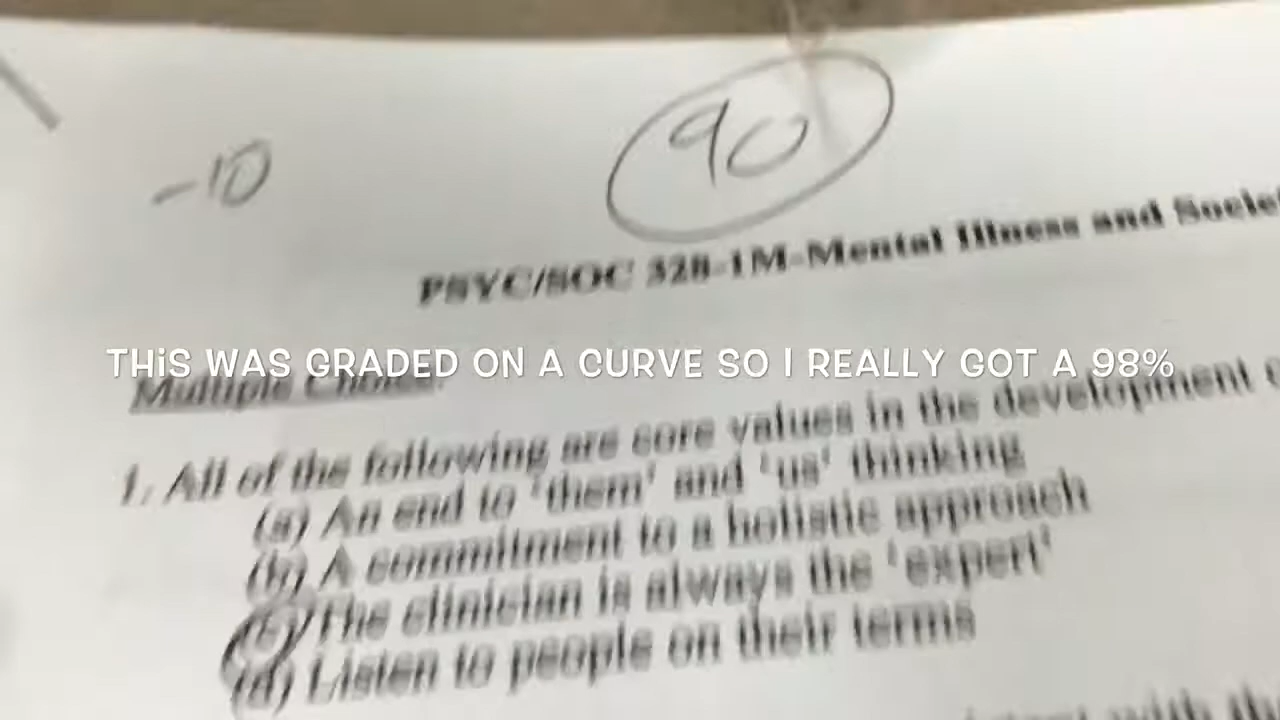 -10
90
PSYC/SOC 328-1M-Mental Illness and
THiS WAS GRADED ON A CURVE SO I REALLY GOT A 98%
Multiple
1. All of the following are core values in the development
(a) An end to 'them' and 'us' thinking
(b) A commitment to a holistic approach
(c) The clinician is always the 'expert'
(d) Listen to people on their terms
with